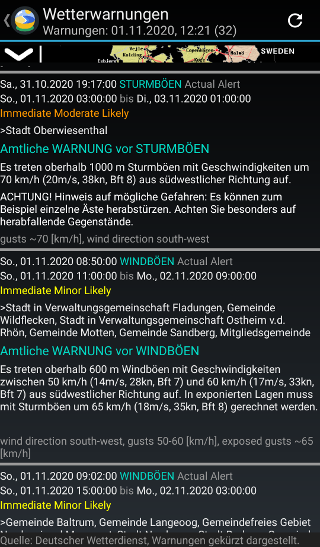 Wetterwarnungen
Warnungen: 01.11.2020, 12:21 (32)
SWEDEN
Sa., 31.10.2020 19:17:00 STURMBÖEN Actual Alert
So., 01.11.2020 03:00:00 bis Di., 03.11.2020 01:00:00
Immediate Moderate Likely
>Stadt Oberwiesenthal
Amtliche WARNUNG vor STURMBÖEN
Es treten oberhalb 1000 m Sturmböen mit Geschwindigkeiten um
70 km/h (20m/s, 38kn, Bft 8) aus südwestlicher Richtung auf.
ACHTUNG! Hinweis auf mögliche Gefahren: Es können zum
Beispiel einzelne Äste herabstürzen. Achten Sie besonders auf
herabfallende Gegenstände.
gusts ~70 [km/h], wind direction south-west
So., 01.11.2020 08:50:00 WINDBÖEN Actual Alert
So., 01.11.2020 11:00:00 bis Mo., 02.11.2020 09:00:00
Immediate Minor Likely
>Stadt in Verwaltungsgemeinschaft Fladungen, Gemeinde
Wildflecken, Stadt in Verwaltungsgemeinschaft Ostheim v.d.
Rhön, Gemeinde Motten, Gemeinde Sandberg, Mitgliedsgemeinde
Amtliche WARNUNG vor WINDBÖEN
Es treten oberhalb 600 m Windböen mit Geschwindigkeiten
zwischen 50 km/h (14m/s, 28kn, Bft 7) und 60 km/h (17m/s, 33kn,
Bft 7) aus südwestlicher Richtung auf. In exponierten Lagen muss
mit Sturmböen um 65 km/h (18m/s, 35kn, Bft 8) gerechnet werden.
wind direction south-west, gusts 50-60 [km/h], exposed gusts ~65
[km/h]
So., 01.11.2020 09:02:00 WINDBÖEN Actual Alert
So., 01.11.2020 15:00:00 bis Mo., 02.11.2020 03:00:00
Immediate Minor Likely
>Gemeinde Baltrum, Gemeinde Langeoog, Gemeindefreies Gebiet
Quelle: Deutscher Wetterdienst, Warnungen gekürzt dargestellt.